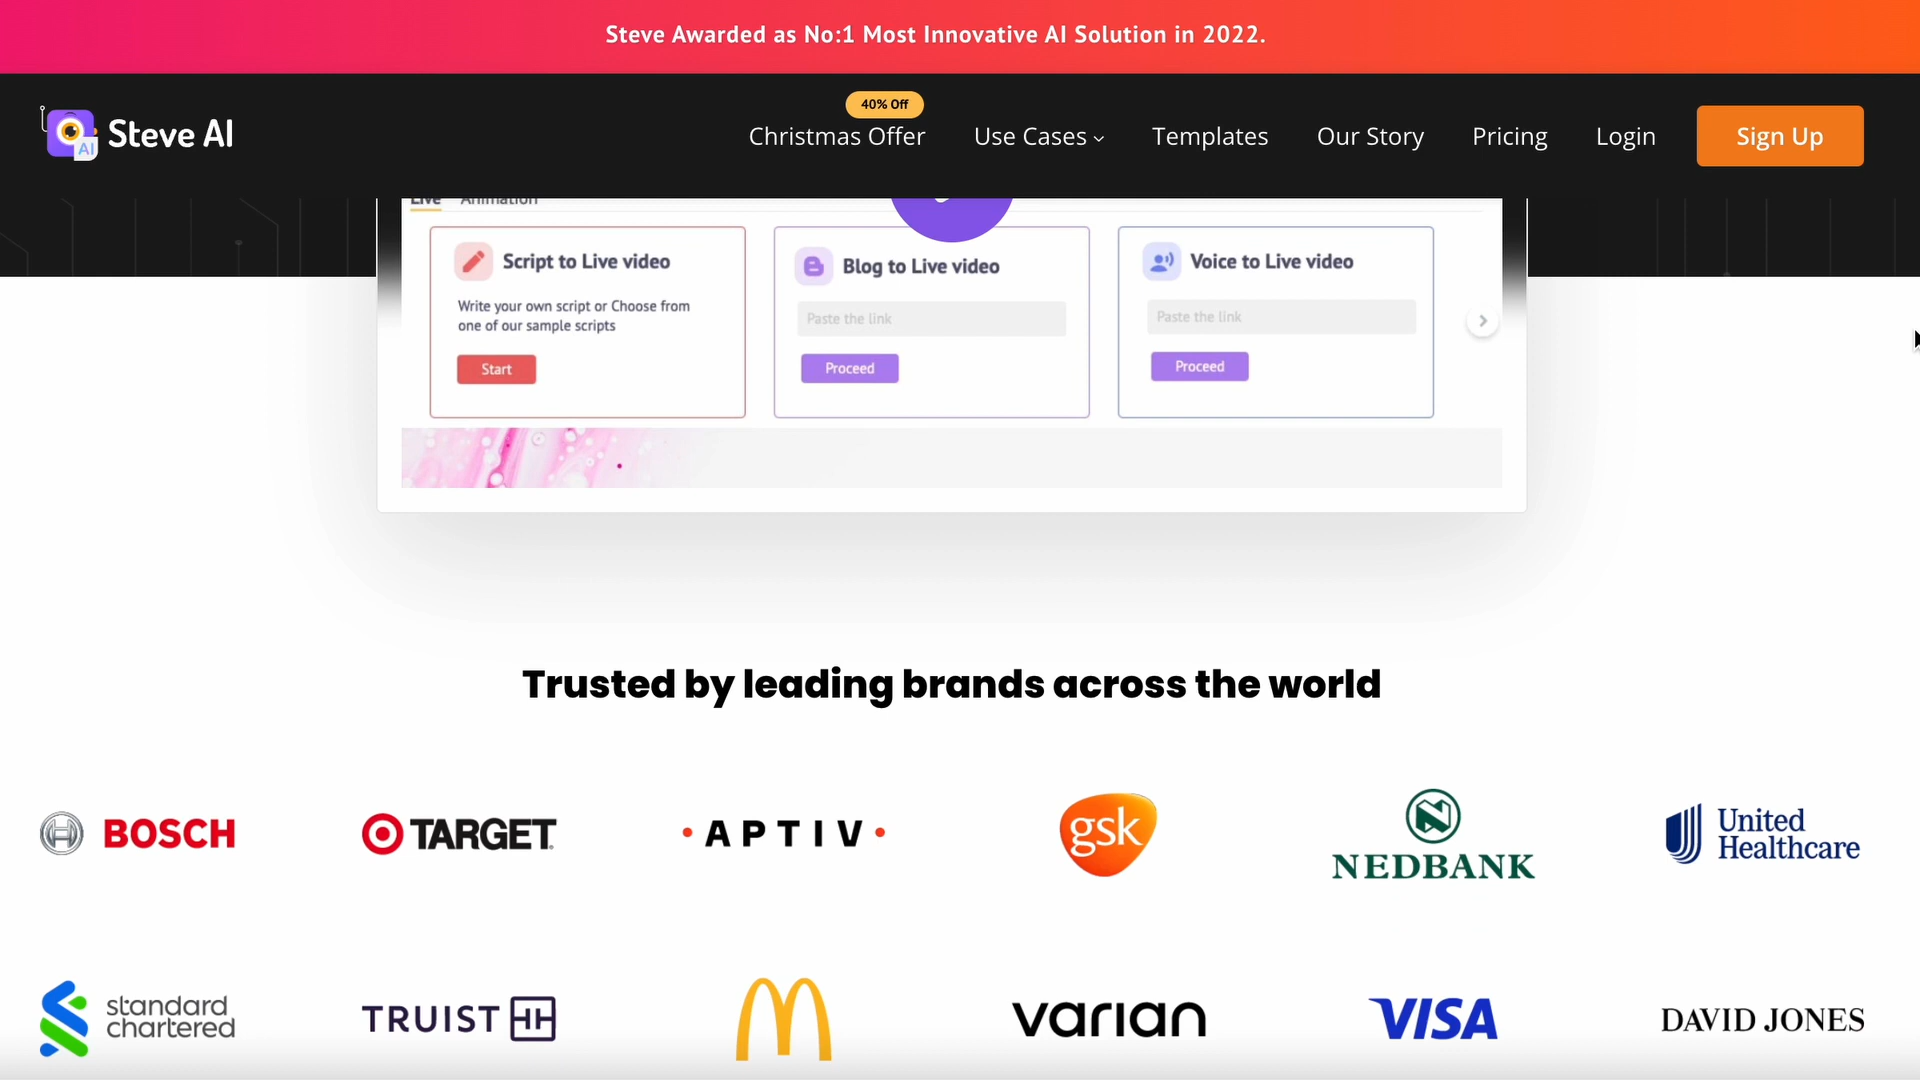 Steve Awarded as No:1 Most Innovative AI Solution in 2022.
40% Off
AI Steve AI Christmas Offer Use Cases Templates Our Story Pricing Login Sign Up
Live Animation
Script to Live video
Write your own script or Choose from
one of our sample scripts
Start
Blog to Live video
Paste the link
Proceed
Voice to Live video
Paste the link
Proceed
Trusted by leading brands across the world
BOSCH
TARGET
APTIV
gsk
NEDBANK
United
Healthcare
standard
chartered
TRUIST
varian
VISA
DAVID JONES